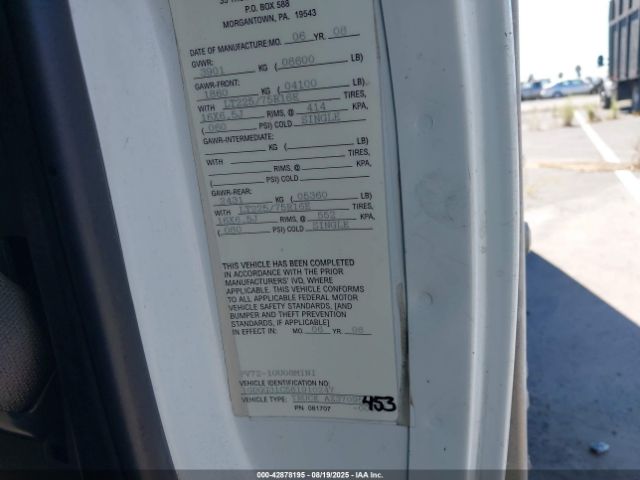 P.O. BOX 588
MORGANTOWN, PA. 19543
DATE OF MANUFACTURE: MO. 06 YR. 08
GVWR:
3901 KG (08600 LB)
GAWR-FRONT:
1860 KG (04100 LB)
WITH LT225/75R16E TIRES,
16X6.5J RIMS, @ 414 KPA,
(060 PSI) COLD SINGLE
GAWR-INTERMEDIATE:
KG ( LB)
WITH TIRES,
RIMS, @ KPA,
( PSI) COLD
GAWR-REAR:
2431 KG (05360 LB)
WITH LT225/75R16E TIRES,
16X6.5J RIMS, @ 552 KPA,
(080 PSI) COLD SINGLE
THIS VEHICLE HAS BEEN COMPLETED
IN ACCORDANCE WITH THE PRIOR
MANUFACTURERS' IVD, WHERE
APPLICABLE. THIS VEHICLE CONFORMS
TO ALL APPLICABLE FEDERAL MOTOR
VEHICLE SAFETY STANDARDS, [AND
BUMPER AND THEFT PREVENTION
STANDARDS, IF APPLICABLE]
IN EFFECT IN: MO. 06 YR. 08
VEHICLE IDENTIFICATION NUMBER:
VEHICLE TYPE: TRUCK 453
PN 081707
000-42878195 - 08/19/2025 - IAAI.COM